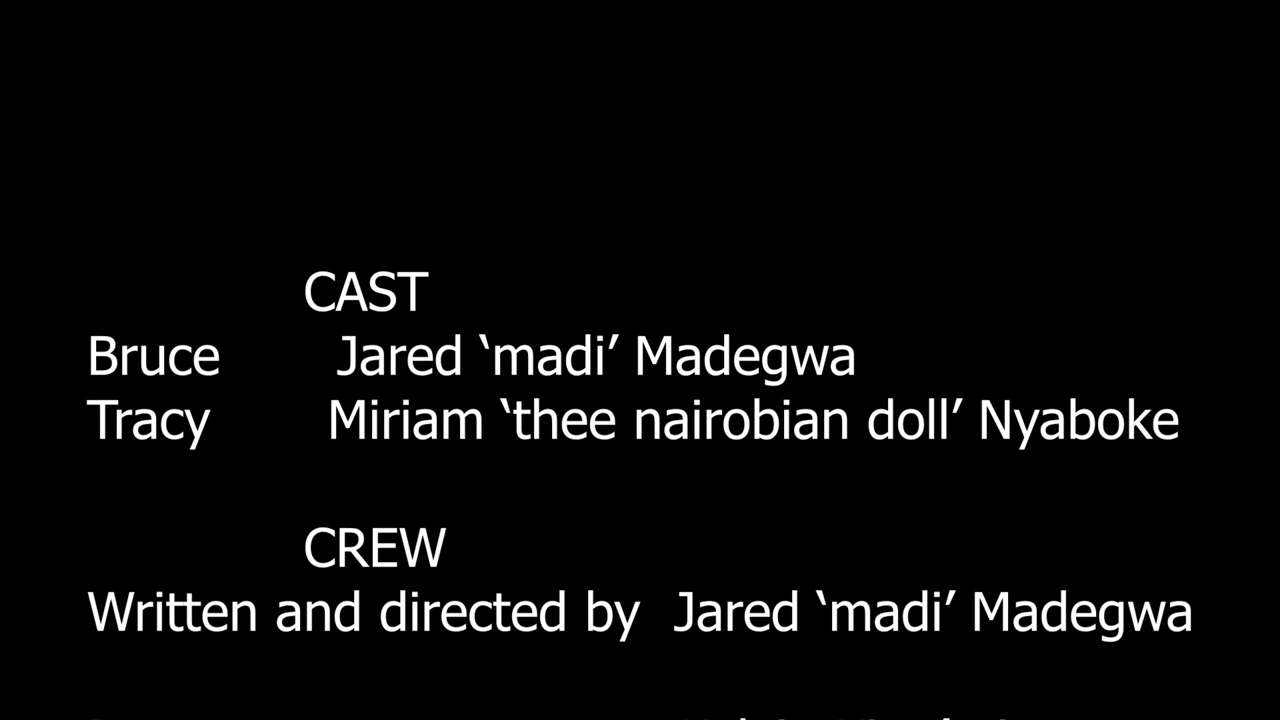 CAST
Bruce Jared ‘madi’ Madegwa
Tracy Miriam ‘thee nairobian doll’ Nyaboke
CREW
Written and directed by Jared ‘madi’ Madegwa